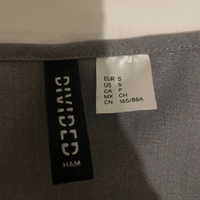 DIVIDED
H&M
EUR S
US S
CA P
MX CH
CN 165/88A